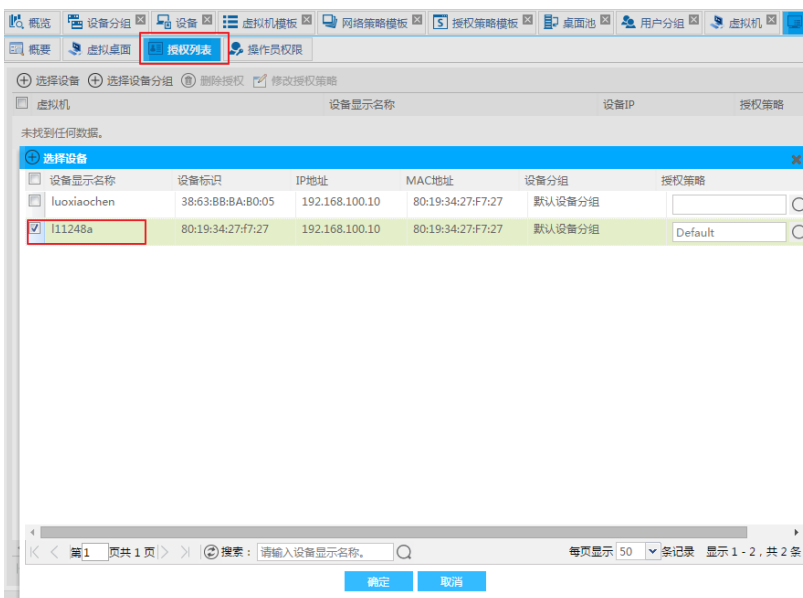 概览 设备分组 设备 虚拟机模板 网络策略模板 授权策略模板 桌面池 用户分组 虚拟机
概要 虚拟桌面 授权列表 操作员权限
选择设备 选择设备分组 删除授权 修改授权策略
虚拟机 设备显示名称 设备IP 授权策略
未找到任何数据。
选择设备
设备显示名称 设备标识 IP地址 MAC地址 设备分组 授权策略
luoxiaochen 38:63:BB:BA:B0:05 192.168.100.10 80:19:34:27:F7:27 默认设备分组
l11248a 80:19:34:27:f7:27 192.168.100.10 80:19:34:27:F7:27 默认设备分组 Default
第 1 页共 1 页 搜索： 请输入设备显示名称。 每页显示 50 条记录 显示 1 - 2，共 2 条
确定 取消